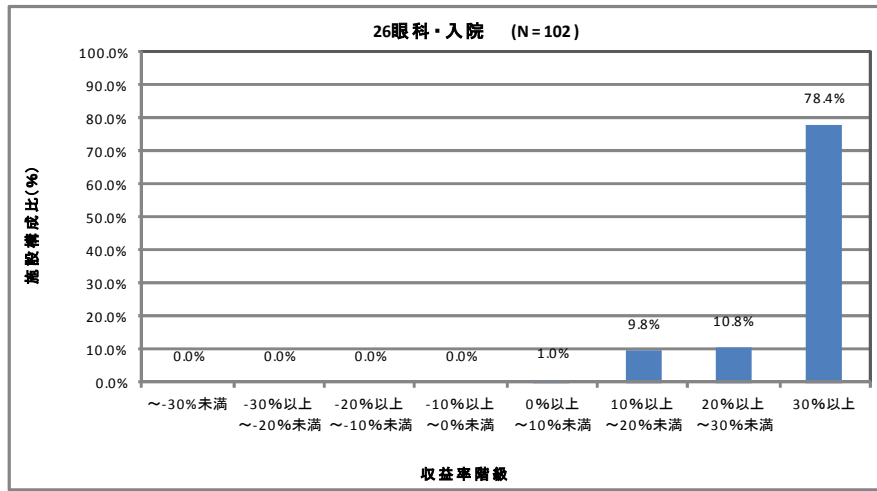 26眼科・入院 (N = 102 )
施設構成比(%)
100.0%
90.0%
80.0%
70.0%
60.0%
50.0%
40.0%
30.0%
20.0%
10.0%
0.0%
0.0%
0.0%
0.0%
0.0%
1.0%
9.8%
10.8%
78.4%
～-30%未満
-30%以上
～-20%未満
-20%以上
～-10%未満
-10%以上
～0%未満
0%以上
～10%未満
10%以上
～20%未満
20%以上
～30%未満
30%以上
収益率階級